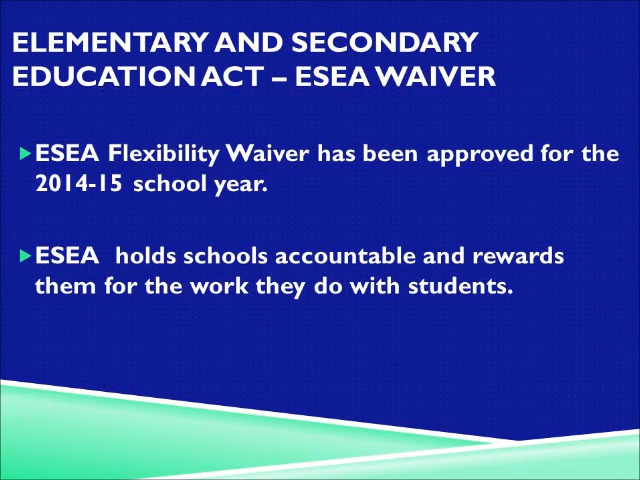 ELEMENTARY AND SECONDARY
EDUCATION ACT – ESEA WAIVER
ESEA Flexibility Waiver has been approved for the
2014-15 school year.
ESEA holds schools accountable and rewards
them for the work they do with students.